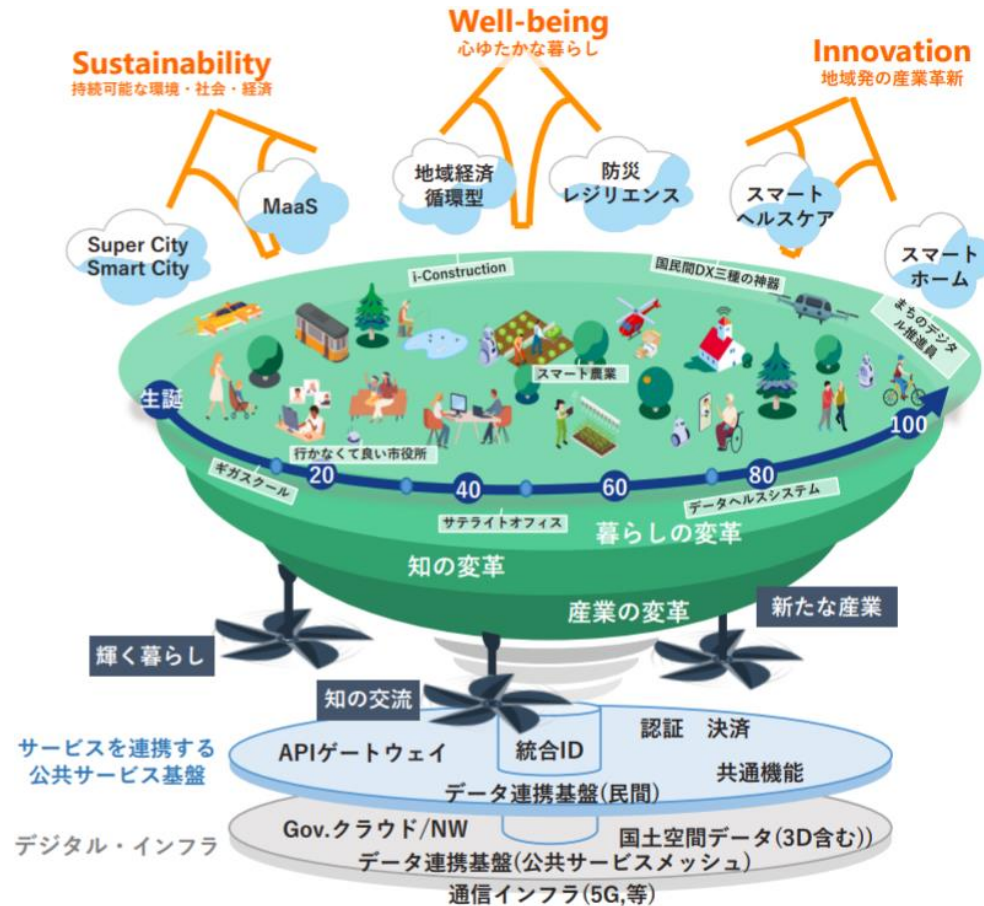 Well-being
心ゆたかな暮らし
Sustainability
持続可能な環境・社会・経済
Innovation
地域発の産業革新
Super City
Smart City
MaaS
地域経済
循環型
防災
レジリエンス
スマート
ヘルスケア
スマート
ホーム
i-Construction
国民間DX三種の神器
まちのデジタ
ル推進員
スマート農業
生誕
行かなくて良い市役所
ギガスクール
20
40
60
80
100
サテライトオフィス
データヘルスシステム
暮らしの変革
知の変革
産業の変革
新たな産業
輝く暮らし
知の交流
サービスを連携する
公共サービス基盤
APIゲートウェイ
統合ID
認証 決済
共通機能
データ連携基盤(民間)
デジタル・インフラ
Gov.クラウド/NW
国土空間データ(3D含む))
データ連携基盤(公共サービスメッシュ)
通信インフラ(5G,等)